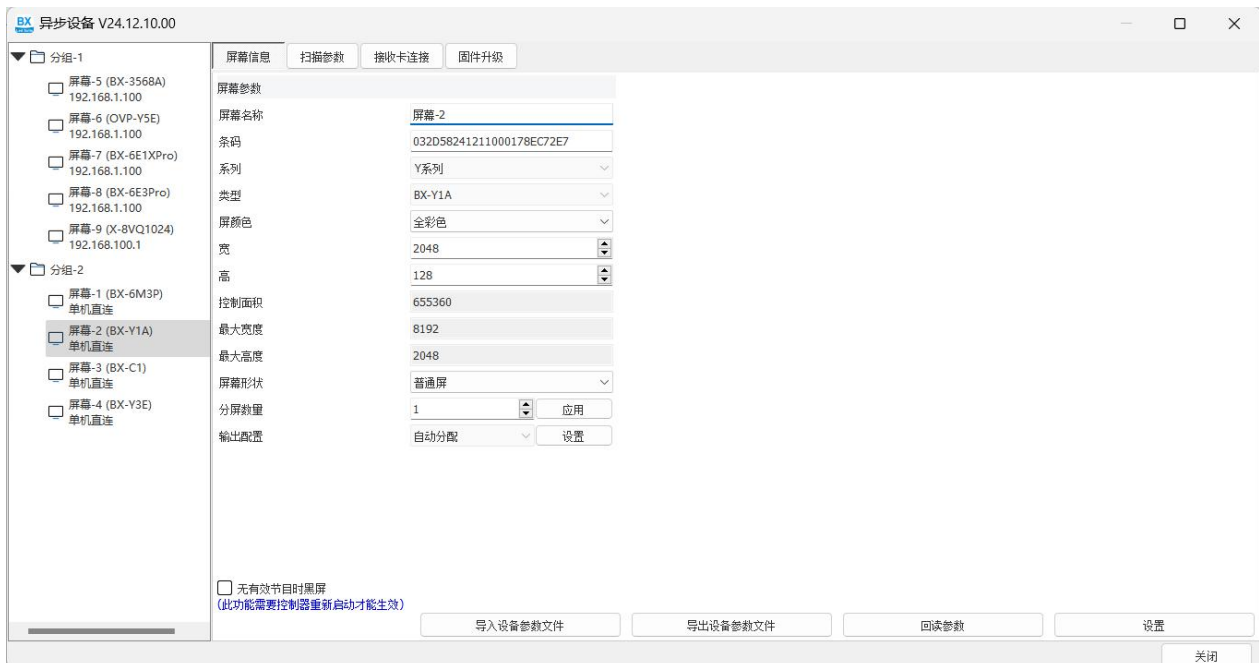 BX 异步设备 V24.12.10.00
分组-1
屏幕-5 (BX-3568A)
192.168.1.100
屏幕-6 (OVP-Y5E)
192.168.1.100
屏幕-7 (BX-6E1XPro)
192.168.1.100
屏幕-8 (BX-6E3Pro)
192.168.1.100
屏幕-9 (X-8VQ1024)
192.168.100.1
分组-2
屏幕-1 (BX-6M3P)
单机直连
屏幕-2 (BX-Y1A)
单机直连
屏幕-3 (BX-C1)
单机直连
屏幕-4 (BX-Y3E)
单机直连
屏幕信息 扫描参数 接收卡连接 固件升级
屏幕参数
屏幕名称 屏幕-2
条码 032D58241211000178EC72E7
系列 Y系列
类型 BX-Y1A
屏颜色 全彩色
宽 2048
高 128
控制面积 655360
最大宽度 8192
最大高度 2048
屏幕形状 普通屏
分屏数量 1 应用
输出配置 自动分配 设置
无有效节目时黑屏
(此功能需要控制器重新启动才能生效)
导入设备参数文件 导出设备参数文件 回读参数 设置
关闭